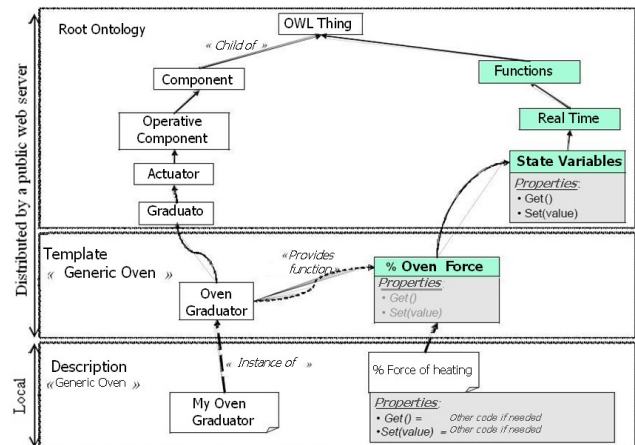 Distributed by a public web server
Root Ontology
OWL Thing
« Child of »
Component
Functions
Operative
Component
Real Time
Actuator
State Variables
Graduato
Properties:
• Get()
• Set(value)
Template
« Generic Oven »
«Provides »
function
% Oven Force
Oven
Graduator
Properties
• Get()
• Set(value)
Local
Description
«Generic Oven »
« Instance of »
% Force of heating
My Oven
Graduator
Properties:
• Get() = Other code if needed
•Set(value) = Other code if needed